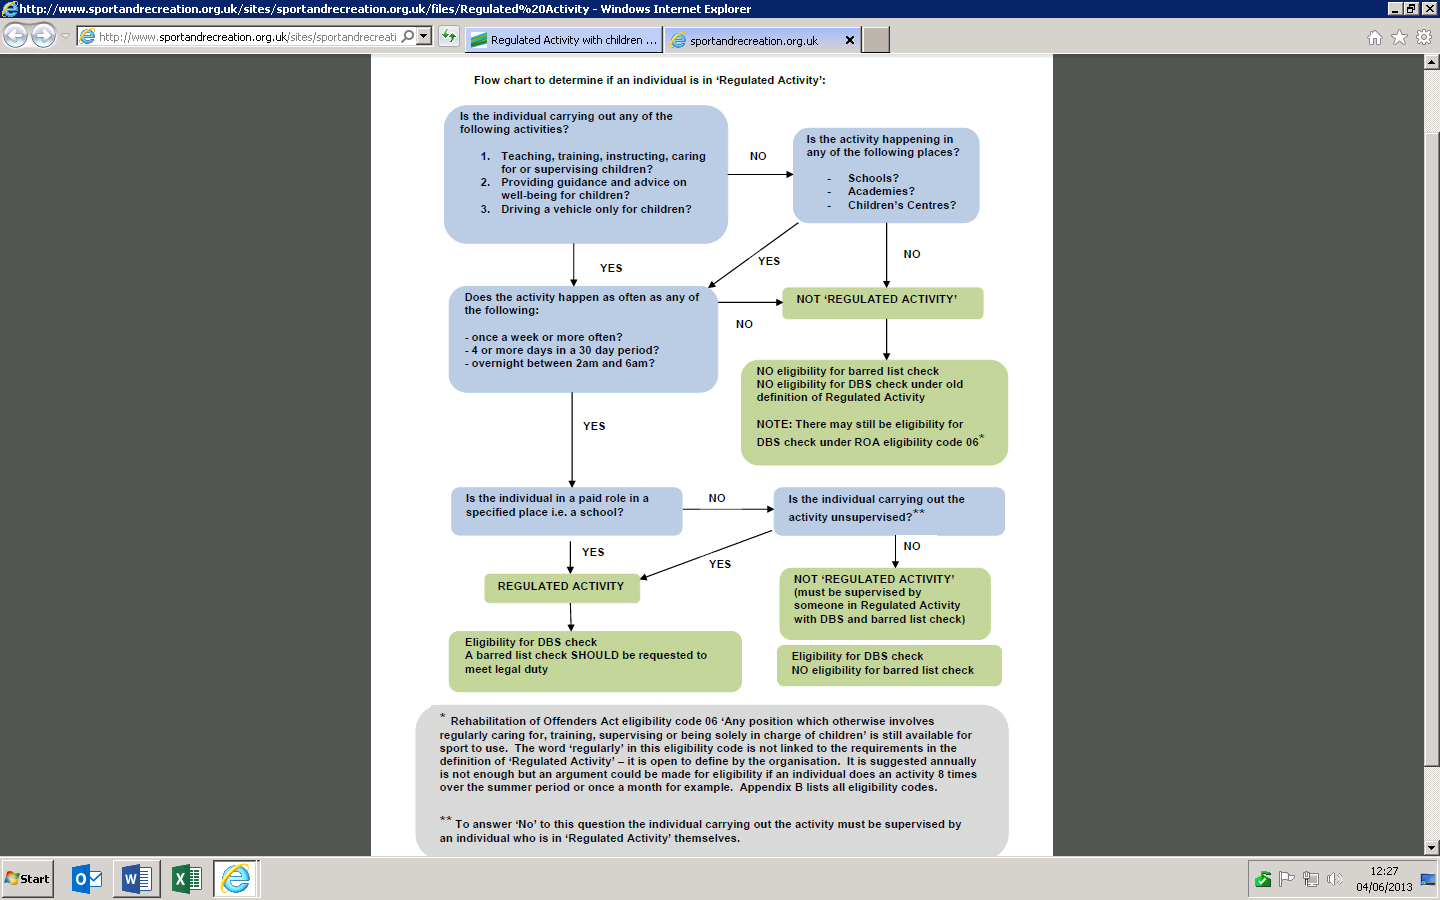 http://www.sportandrecreation.org.uk/sites/sportandrecreation.org.uk/files/Regulated%20Activity - Windows Internet Explorer
http://www.sportandrecreation.org.uk/sites/sportandrecreati
Regulated Activity with children ...
sportandrecreation.org.uk
Flow chart to determine if an individual is in ‘Regulated Activity’:
Is the individual carrying out any of the
following activities?
1. Teaching, training, instructing, caring
for or supervising children?
2. Providing guidance and advice on
well-being for children?
3. Driving a vehicle only for children?
NO
Is the activity happening in
any of the following places?
- Schools?
- Academies?
- Children’s Centres?
YES
YES
NO
Does the activity happen as often as any of
the following:
- once a week or more often?
- 4 or more days in a 30 day period?
- overnight between 2am and 6am?
NO
NOT ‘REGULATED ACTIVITY’
NO eligibility for barred list check
NO eligibility for DBS check under old
definition of Regulated Activity
NOTE: There may still be eligibility for
DBS check under ROA eligibility code 06*
YES
Is the individual in a paid role in a
specified place i.e. a school?
NO
Is the individual carrying out the
activity unsupervised?**
YES
YES
NO
REGULATED ACTIVITY
NOT ‘REGULATED ACTIVITY’
(must be supervised by
someone in Regulated Activity
with DBS and barred list check)
Eligibility for DBS check
A barred list check SHOULD be requested to
meet legal duty
Eligibility for DBS check
NO eligibility for barred list check
* Rehabilitation of Offenders Act eligibility code 06 ‘Any position which otherwise involves
regularly caring for, training, supervising or being solely in charge of children’ is still available for
sport to use. The word ‘regularly’ in this eligibility code is not linked to the requirements in the
definition of ‘Regulated Activity’ – it is open to define by the organisation. It is suggested annually
is not enough but an argument could be made for eligibility if an individual does an activity 8 times
over the summer period or once a month for example. Appendix B lists all eligibility codes.
** To answer ‘No’ to this question the individual carrying out the activity must be supervised by
an individual who is in ‘Regulated Activity’ themselves.
Start
12:27
04/06/2013